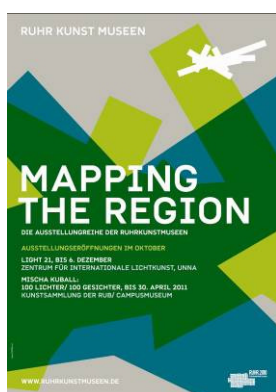 RUHR KUNST MUSEEN
MAPPING
THE REGION
DIE AUSSTELLUNGREIHE DER RUHRKUNSTMUSEEN
AUSSTELLUNGSERÖFFNUNGEN IM OKTOBER
LIGHT 21, BIS 6. DEZEMBER
ZENTRUM FÜR INTERNATIONALE LICHTKUNST, UNNA
MISCHA KUBALL:
100 LICHTER/ 100 GESICHTER, BIS 30. APRIL 2011
KUNSTSAMMLUNG DER RUB/ CAMPUSMUSEUM
WWW.RUHRKUNSTMUSEEN.DE